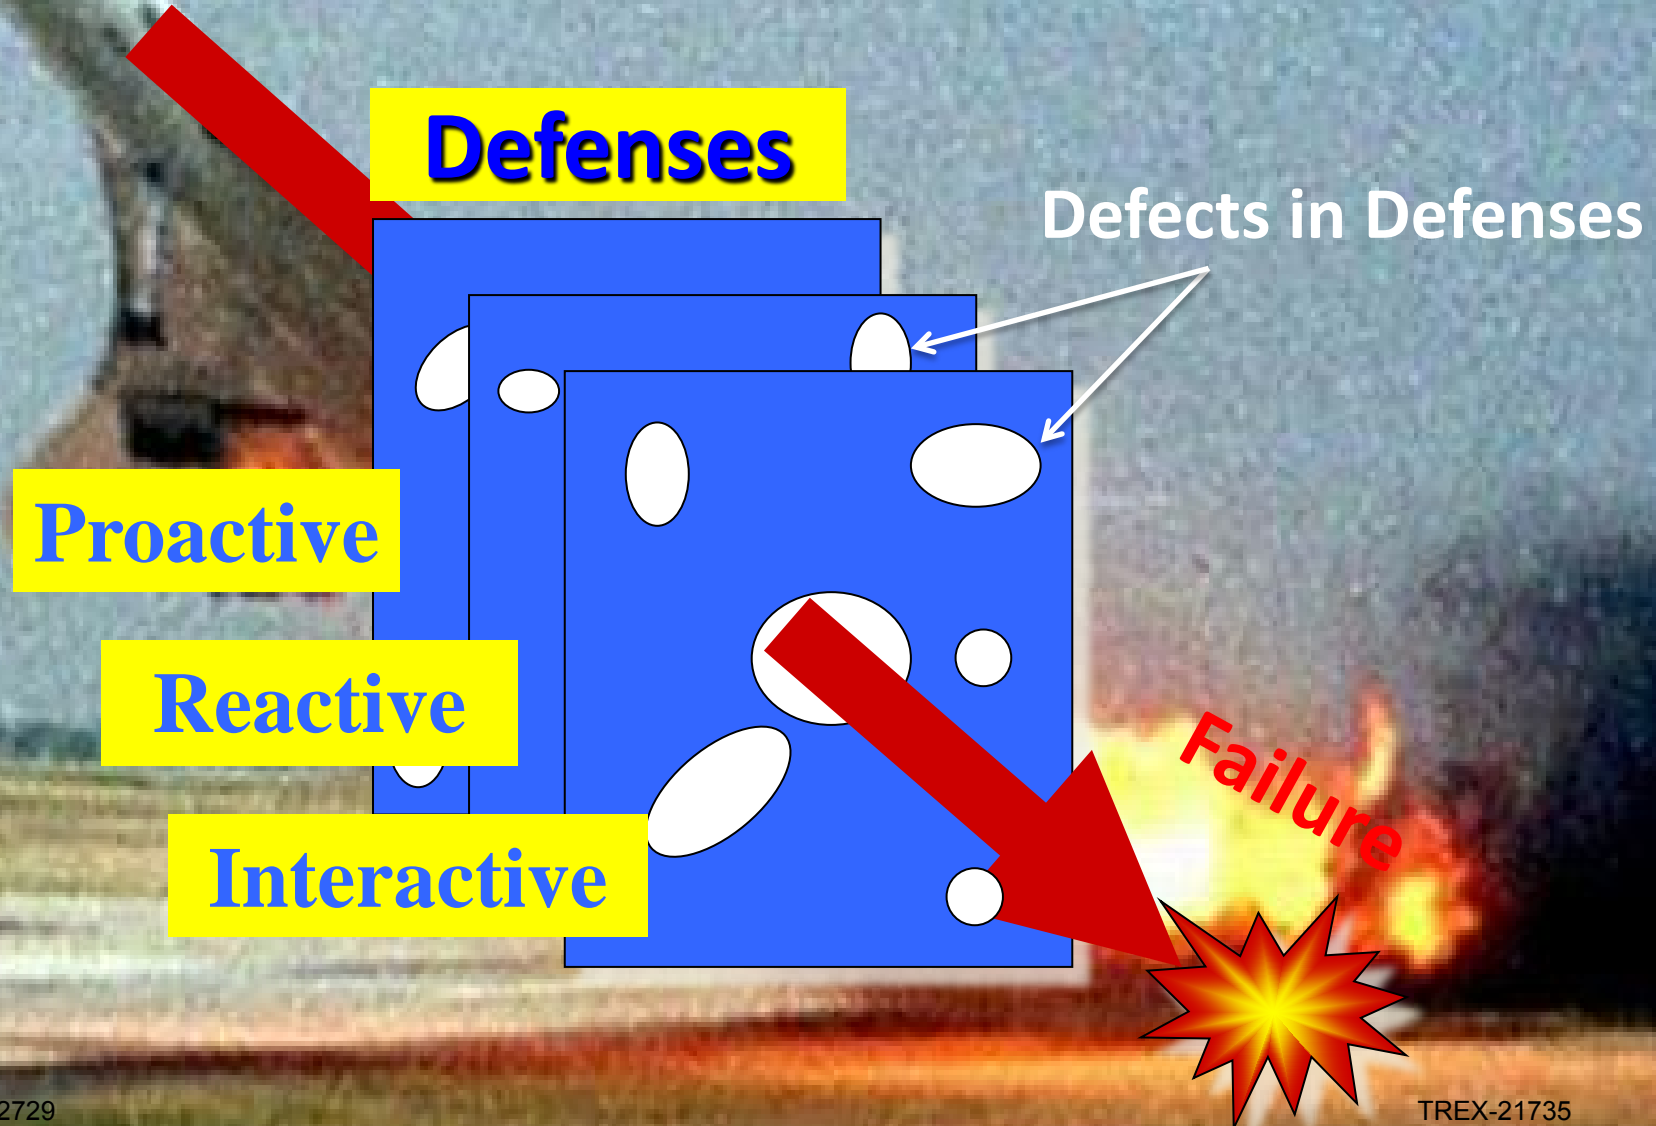 Defenses
Defects in Defenses
Proactive
Reactive
Failure
Interactive
2729
TREX-21735